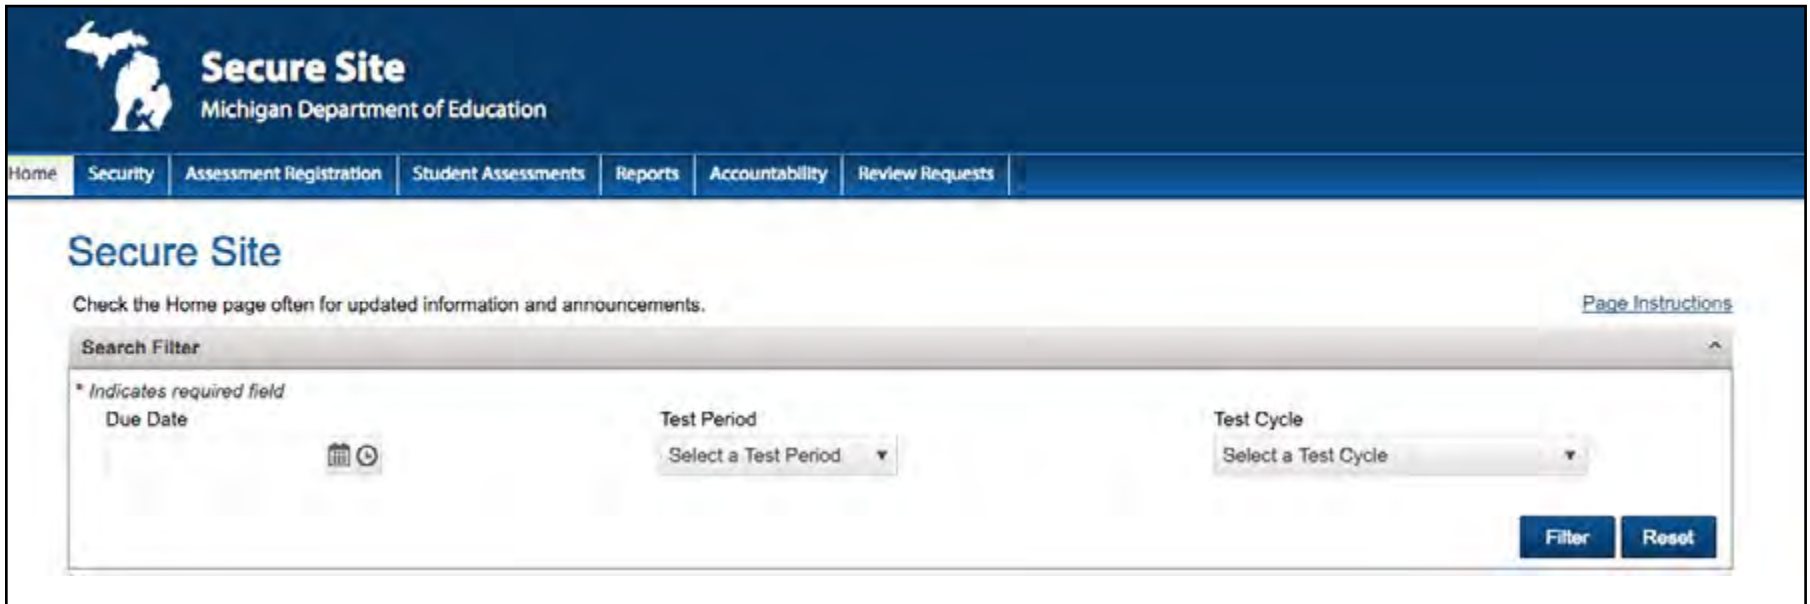 Secure Site
Michigan Department of Education
Home Security Assessment Registration Student Assessments Reports Accountability Review Requests
Secure Site
Check the Home page often for updated information and announcements. Page Instructions
Search Filter
* Indicates required field
Due Date Test Period Test Cycle
Select a Test Period Select a Test Cycle
Filter Reset